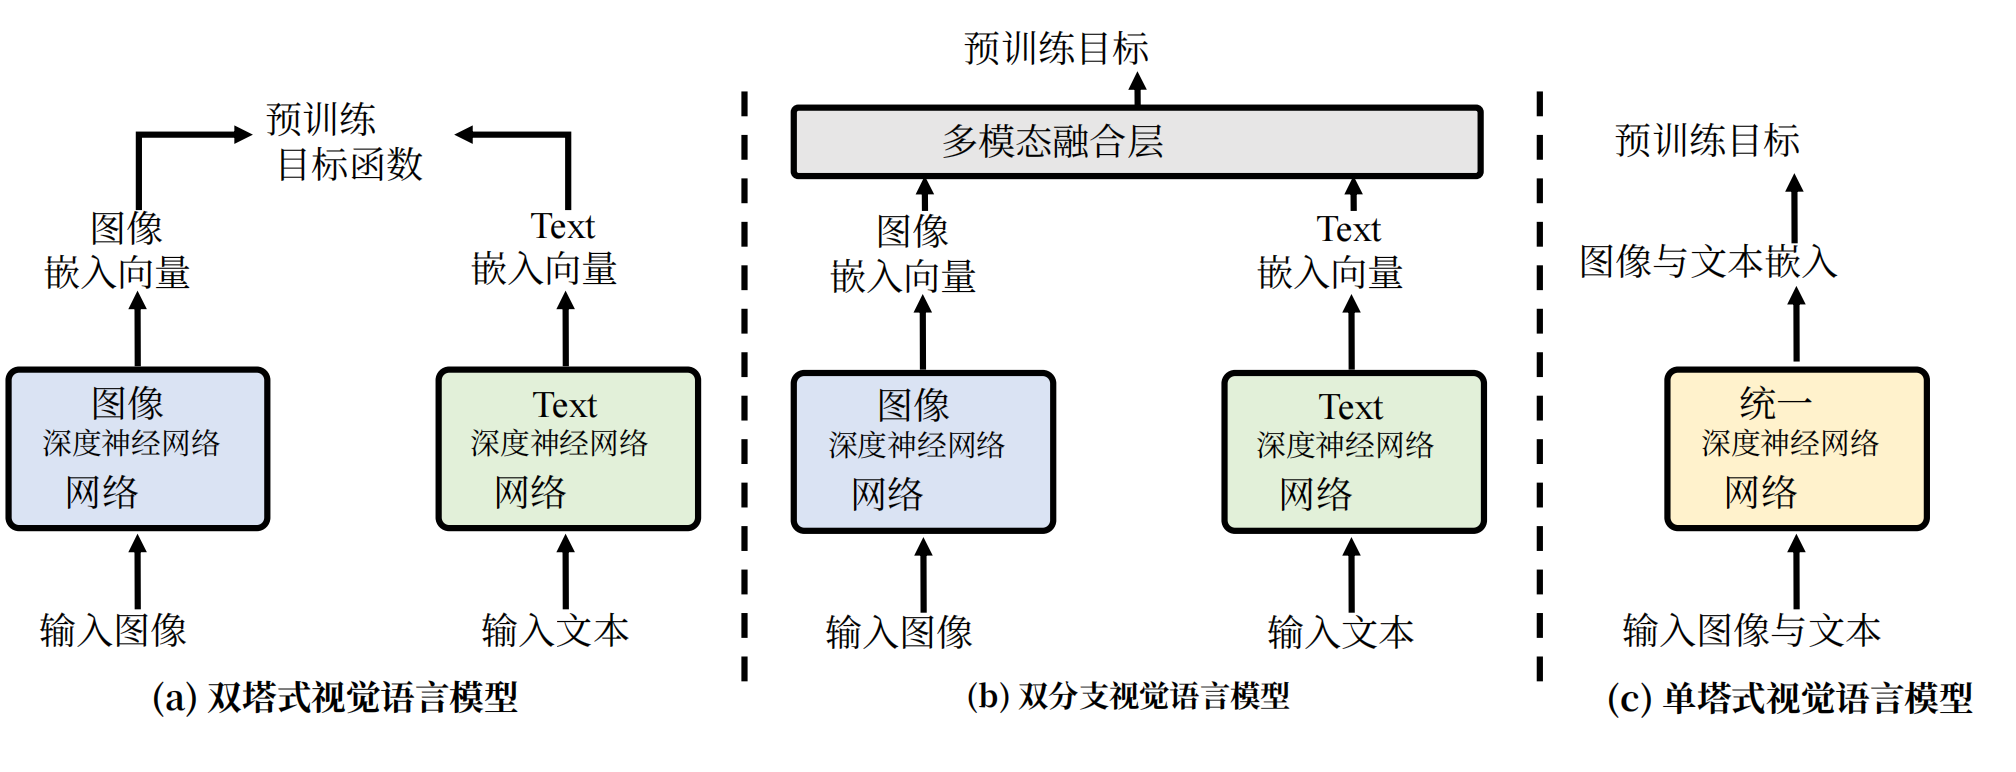 预训练
目标函数
图像
嵌入向量
Text
嵌入向量
图像
深度神经网络
网络
Text
深度神经网络
网络
输入图像
输入文本
(a) 双塔式视觉语言模型
预训练目标
多模态融合层
图像
嵌入向量
Text
嵌入向量
图像
深度神经网络
网络
Text
深度神经网络
网络
输入图像
输入文本
(b) 双分支视觉语言模型
预训练目标
图像与文本嵌入
统一
深度神经网络
网络
输入图像与文本
(c) 单塔式视觉语言模型